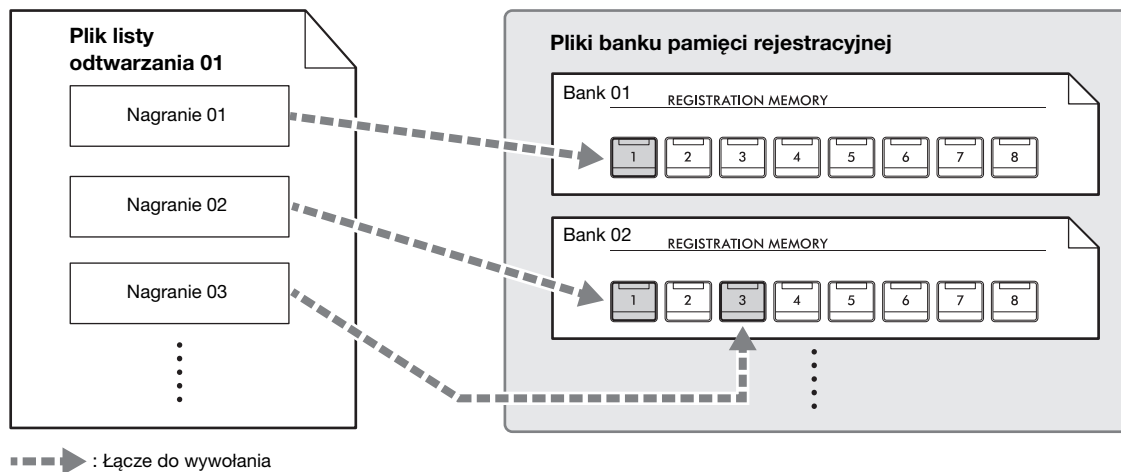 Plik listy
odtwarzania 01
Nagranie 01
Nagranie 02
Nagranie 03
Pliki banku pamięci rejestracyjnej
Bank 01
REGISTRATION MEMORY
1 2 3 4 5 6 7 8
Bank 02
REGISTRATION MEMORY
1 2 3 4 5 6 7 8
: Łącze do wywołania